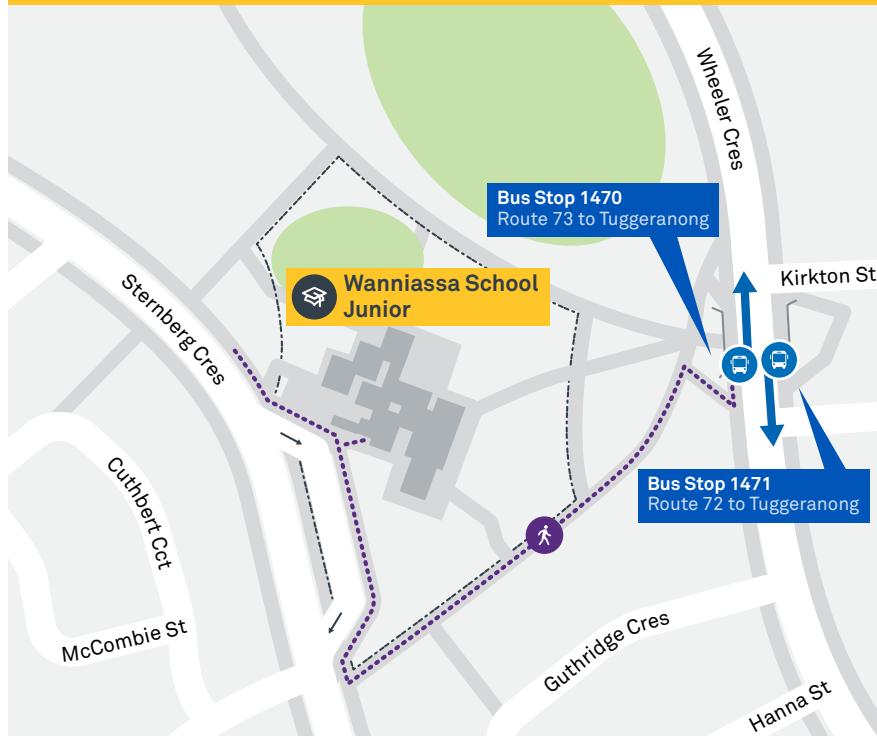 Wheeler Cres
Bus Stop 1470
Route 73 to Tuggeranong
Kirkton St
Wanniassa School
Junior
Sternberg Cres
Bus Stop 1471
Route 72 to Tuggeranong
Cuthbert Cct
McCombie St
Guthridge Cres
Hanna St